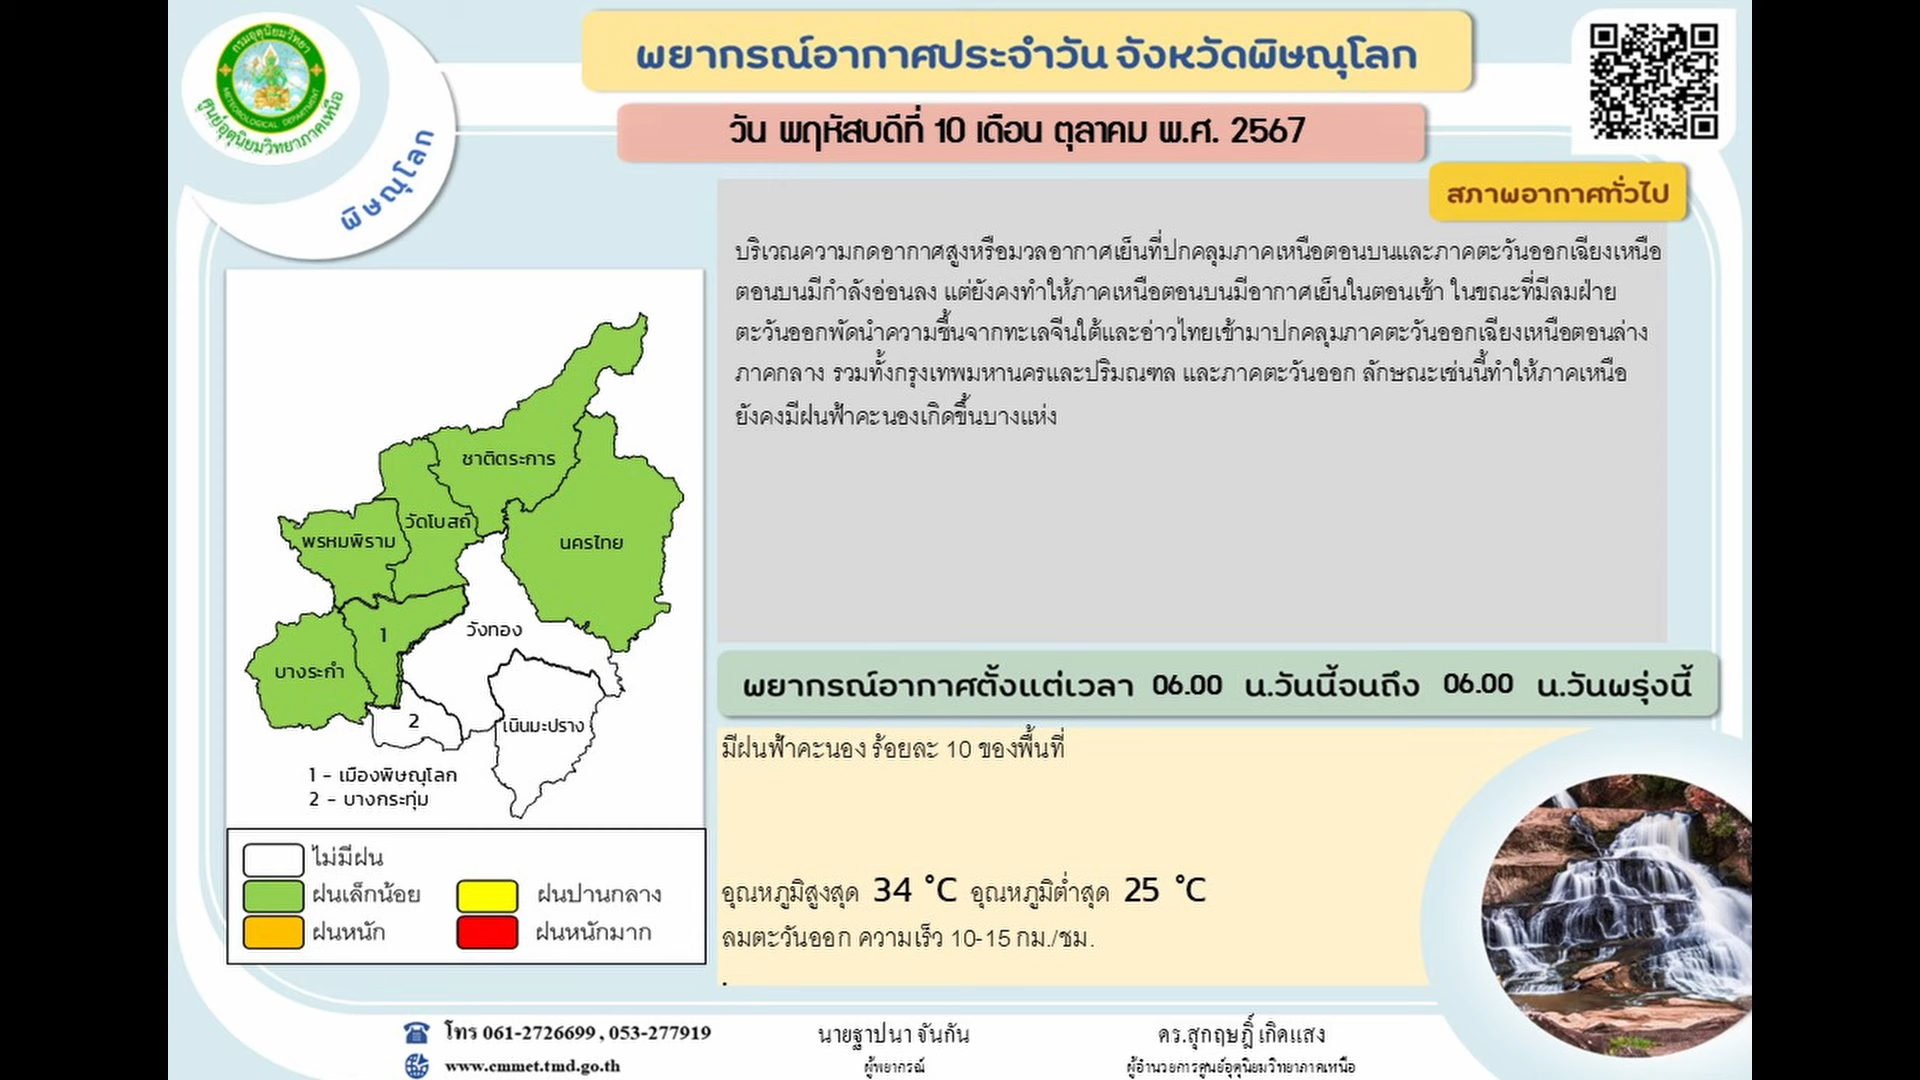 กรมอุตุนิยมวิทยา
METEOROLOGICAL DEPARTMENT
ศูนย์อุตุนิยมวิทยาภาคเหนือ
พิษณุโลก
พยากรณ์อากาศประจำวัน จังหวัดพิษณุโลก
วัน พฤหัสบดีที่ 10 เดือน ตุลาคม พ.ศ. 2567
สภาพอากาศทั่วไป
บริเวณความกดอากาศสูงหรือมวลอากาศเย็นที่ปกคลุมภาคเหนือตอนบนและภาคตะวันออกเฉียงเหนือ
ตอนบนมีกำลังอ่อนลง แต่ยังคงทำให้ภาคเหนือตอนบนมีอากาศเย็นในตอนเช้า ในขณะที่มีลมฝ่าย
ตะวันออกพัดนำความชื้นจากทะเลจีนใต้และอ่าวไทยเข้ามาปกคลุมภาคตะวันออกเฉียงเหนือตอนล่าง
ภาคกลาง รวมทั้งกรุงเทพมหานครและปริมณฑล และภาคตะวันออก ลักษณะเช่นนี้ทำให้ภาคเหนือ
ยังคงมีฝนฟ้าคะนองเกิดขึ้นบางแห่ง
ชาติตระการ
วัดโบสถ์
พรหมพิราม
นครไทย
วังทอง
1
บางระกำ
2
เนินมะปราง
1 - เมืองพิษณุโลก
2 - บางกระทุ่ม
ไม่มีฝน
ฝนเล็กน้อย
ฝนปานกลาง
ฝนหนัก
ฝนหนักมาก
พยากรณ์อากาศตั้งแต่เวลา 06.00 น.วันนี้จนถึง 06.00 น.วันพรุ่งนี้
มีฝนฟ้าคะนอง ร้อยละ 10 ของพื้นที่
อุณหภูมิสูงสุด 34 °C อุณหภูมิต่ำสุด 25 °C
ลมตะวันออก ความเร็ว 10-15 กม./ชม.
.
โทร 061-2726699 , 053-277919
www.cmmet.tmd.go.th
นายฐาปนา จันกัน
ผู้พยากรณ์
ดร.สุกฤษฎิ์ เกิดแสง
ผู้อำนวยการศูนย์อุตุนิยมวิทยาภาคเหนือ